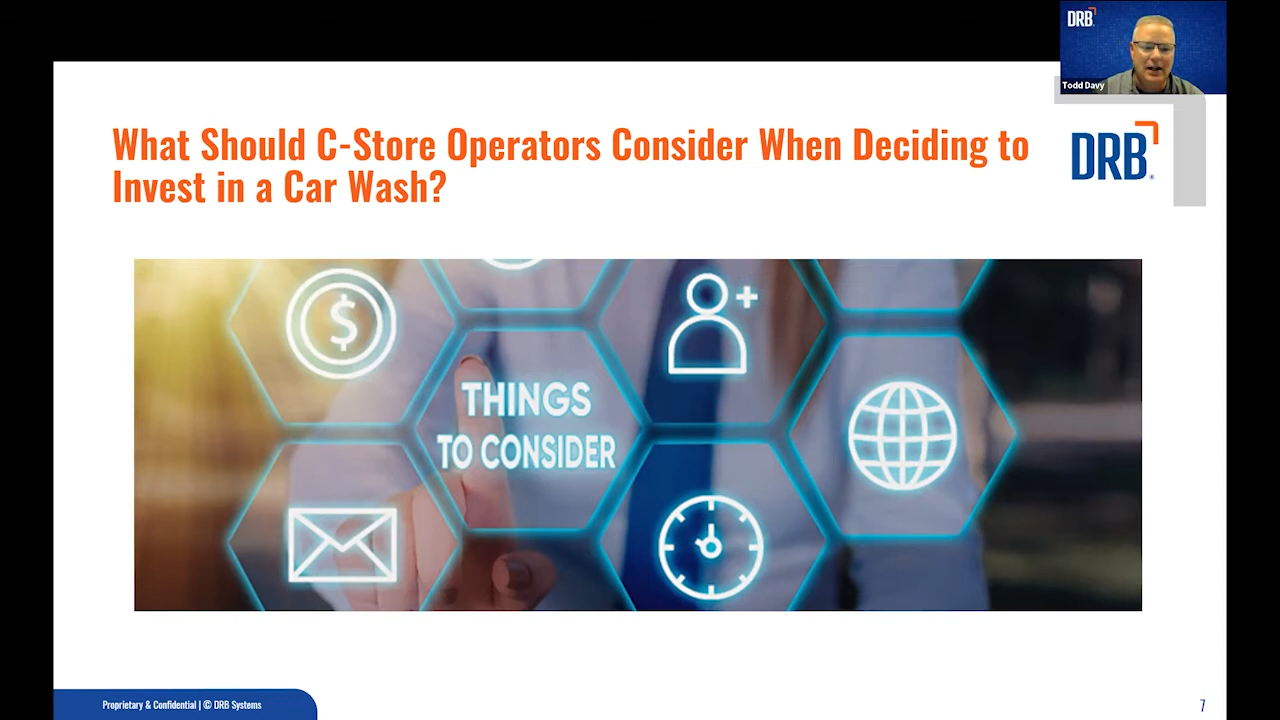 DRB
Todd Davy
What Should C-Store Operators Consider When Deciding to
Invest in a Car Wash?
DRB
$
THINGS
TO CONSIDER
Proprietary & Confidential | © DRB Systems
7